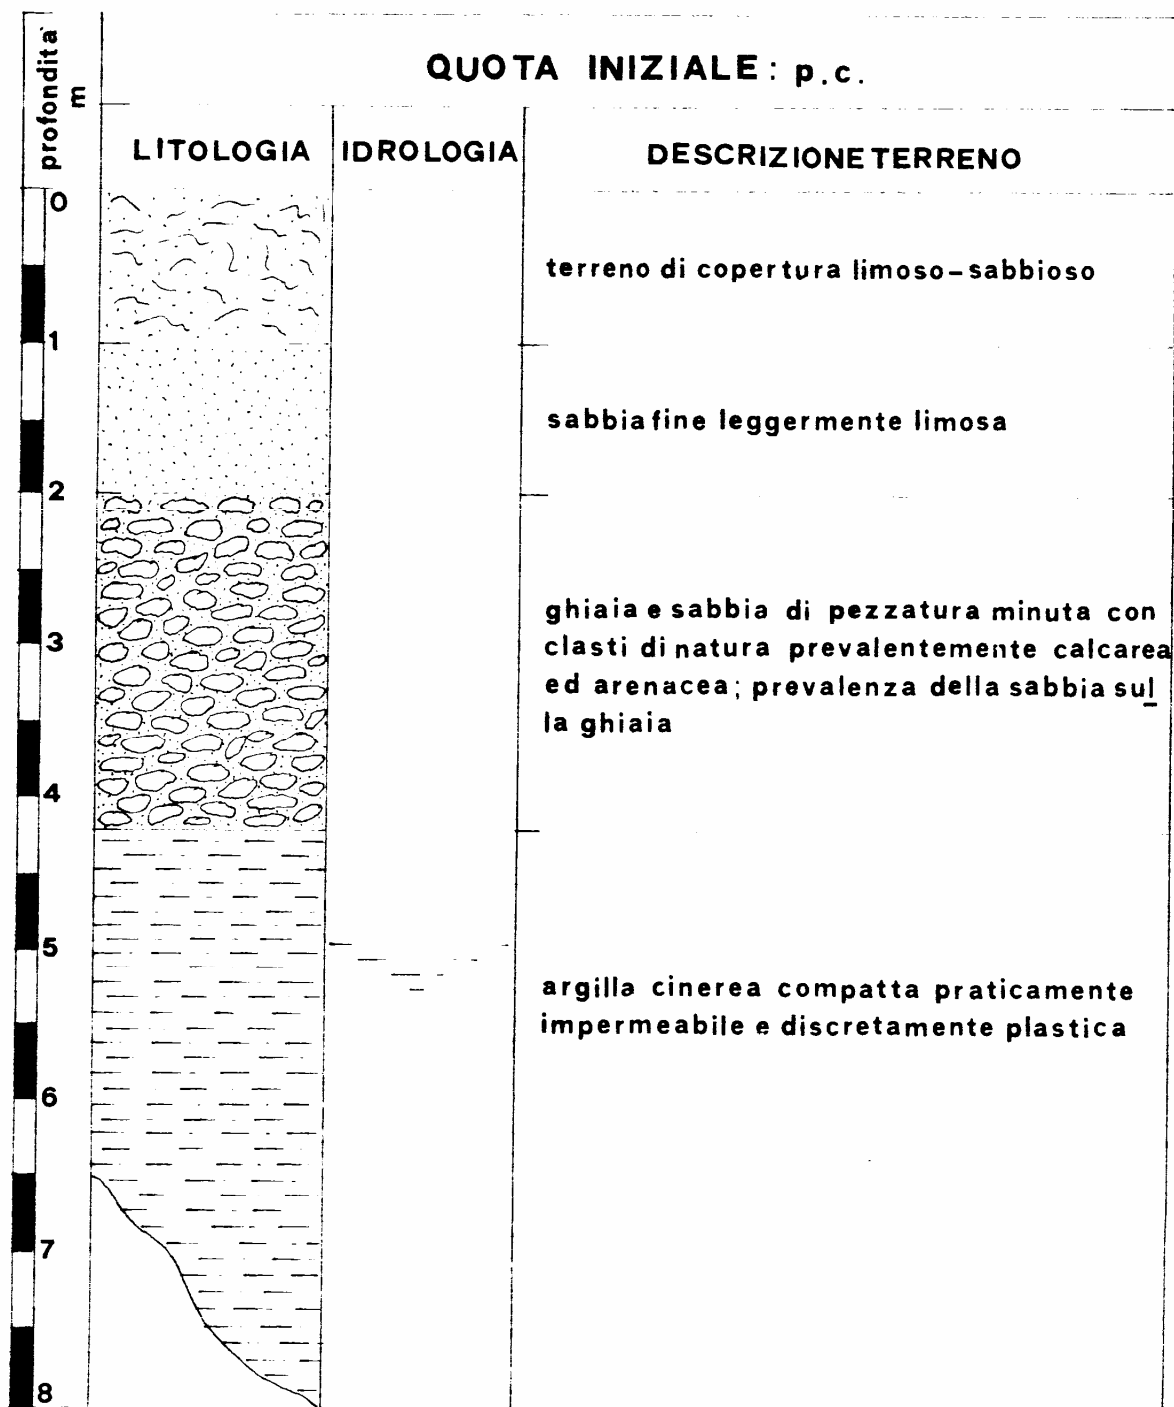 profondita'
m
QUOTA INIZIALE: p.c.
LITOLOGIA
IDROLOGIA
DESCRIZIONE TERRENO
0
terreno di copertura limoso-sabbioso
1
sabbia fine leggermente limosa
2
ghiaia e sabbia di pezzatura minuta con
3
clasti di natura prevalentemente calcarea
ed arenacea; prevalenza della sabbia sul
la ghiaia
4
5
argilla cinerea compatta praticamente
impermeabile e discretamente plastica
6
7
8